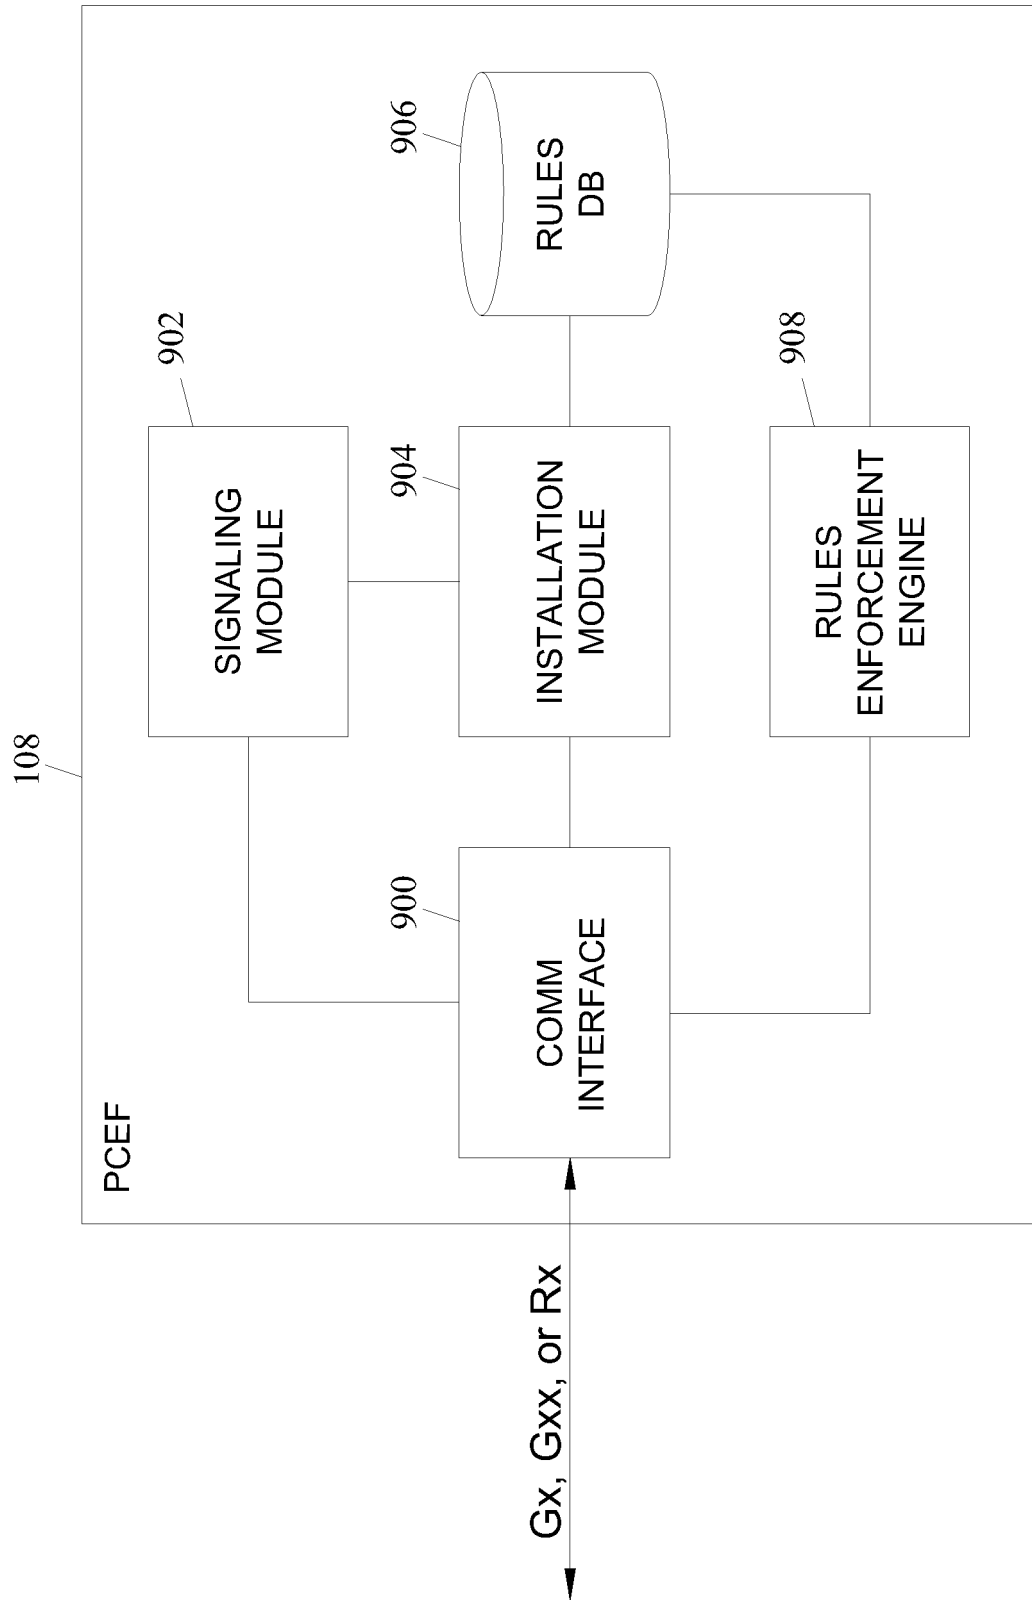 108
PCEF
902
SIGNALING
MODULE
Gx, Gxx, or Rx
900
COMM
INTERFACE
904
INSTALLATION
MODULE
906
RULES
DB
908
RULES
ENFORCEMENT
ENGINE